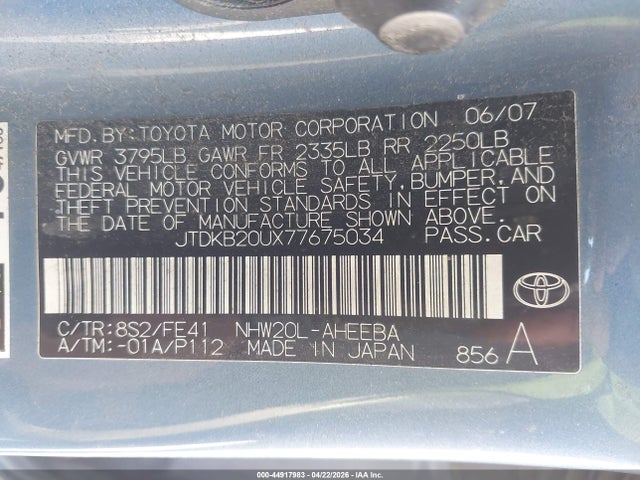 MFD. BY: TOYOTA MOTOR CORPORATION 06/07
GVWR 3795LB GAWR FR 2335LB RR 2250LB
THIS VEHICLE CONFORMS TO ALL APPLICABLE
FEDERAL MOTOR VEHICLE SAFETY, BUMPER, AND
THEFT PREVENTION STANDARDS IN EFFECT ON
THE DATE OF MANUFACTURE SHOWN ABOVE.
JTDKB20UX77675034 PASS. CAR
C/TR: 8S2/FE41 NHW20L-AHEEBA
A/TM: -01A/P112 MADE IN JAPAN 856 A
000-44917983 - 04/22/2026 - IAAI.CA